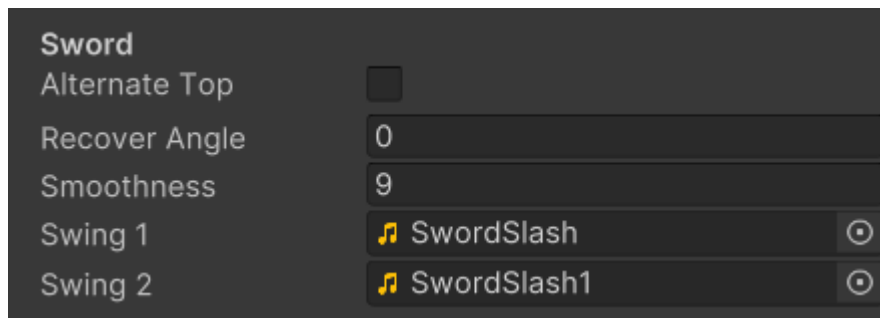 Sword
Alternate Top
Recover Angle 0
Smoothness 9
Swing 1 SwordSlash
Swing 2 SwordSlash1